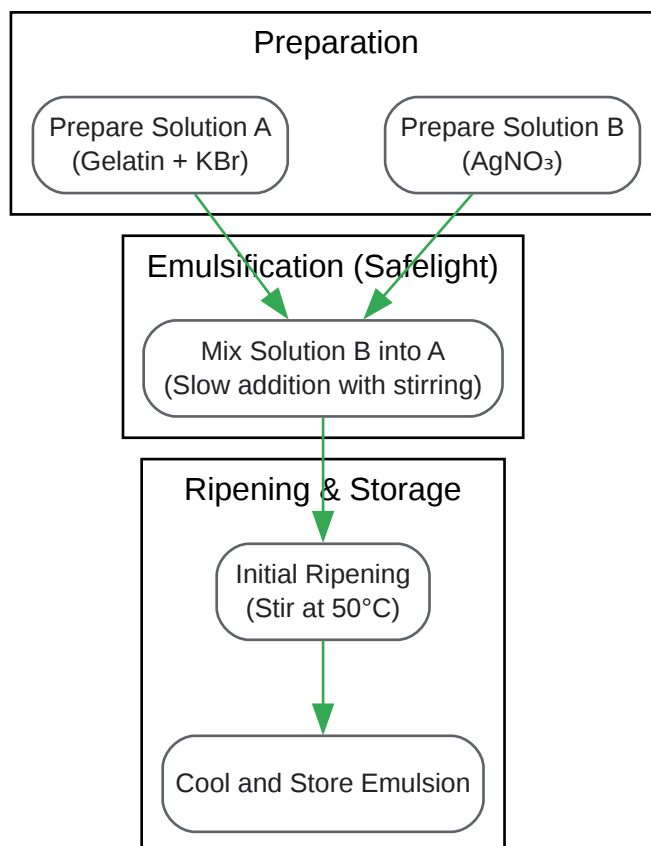 Preparation
Prepare Solution A
(Gelatin + KBr)
Prepare Solution B
(AgNO₃)
Emulsification (Safelight)
Mix Solution B into A
(Slow addition with stirring)
Ripening & Storage
Initial Ripening
(Stir at 50°C)
Cool and Store Emulsion